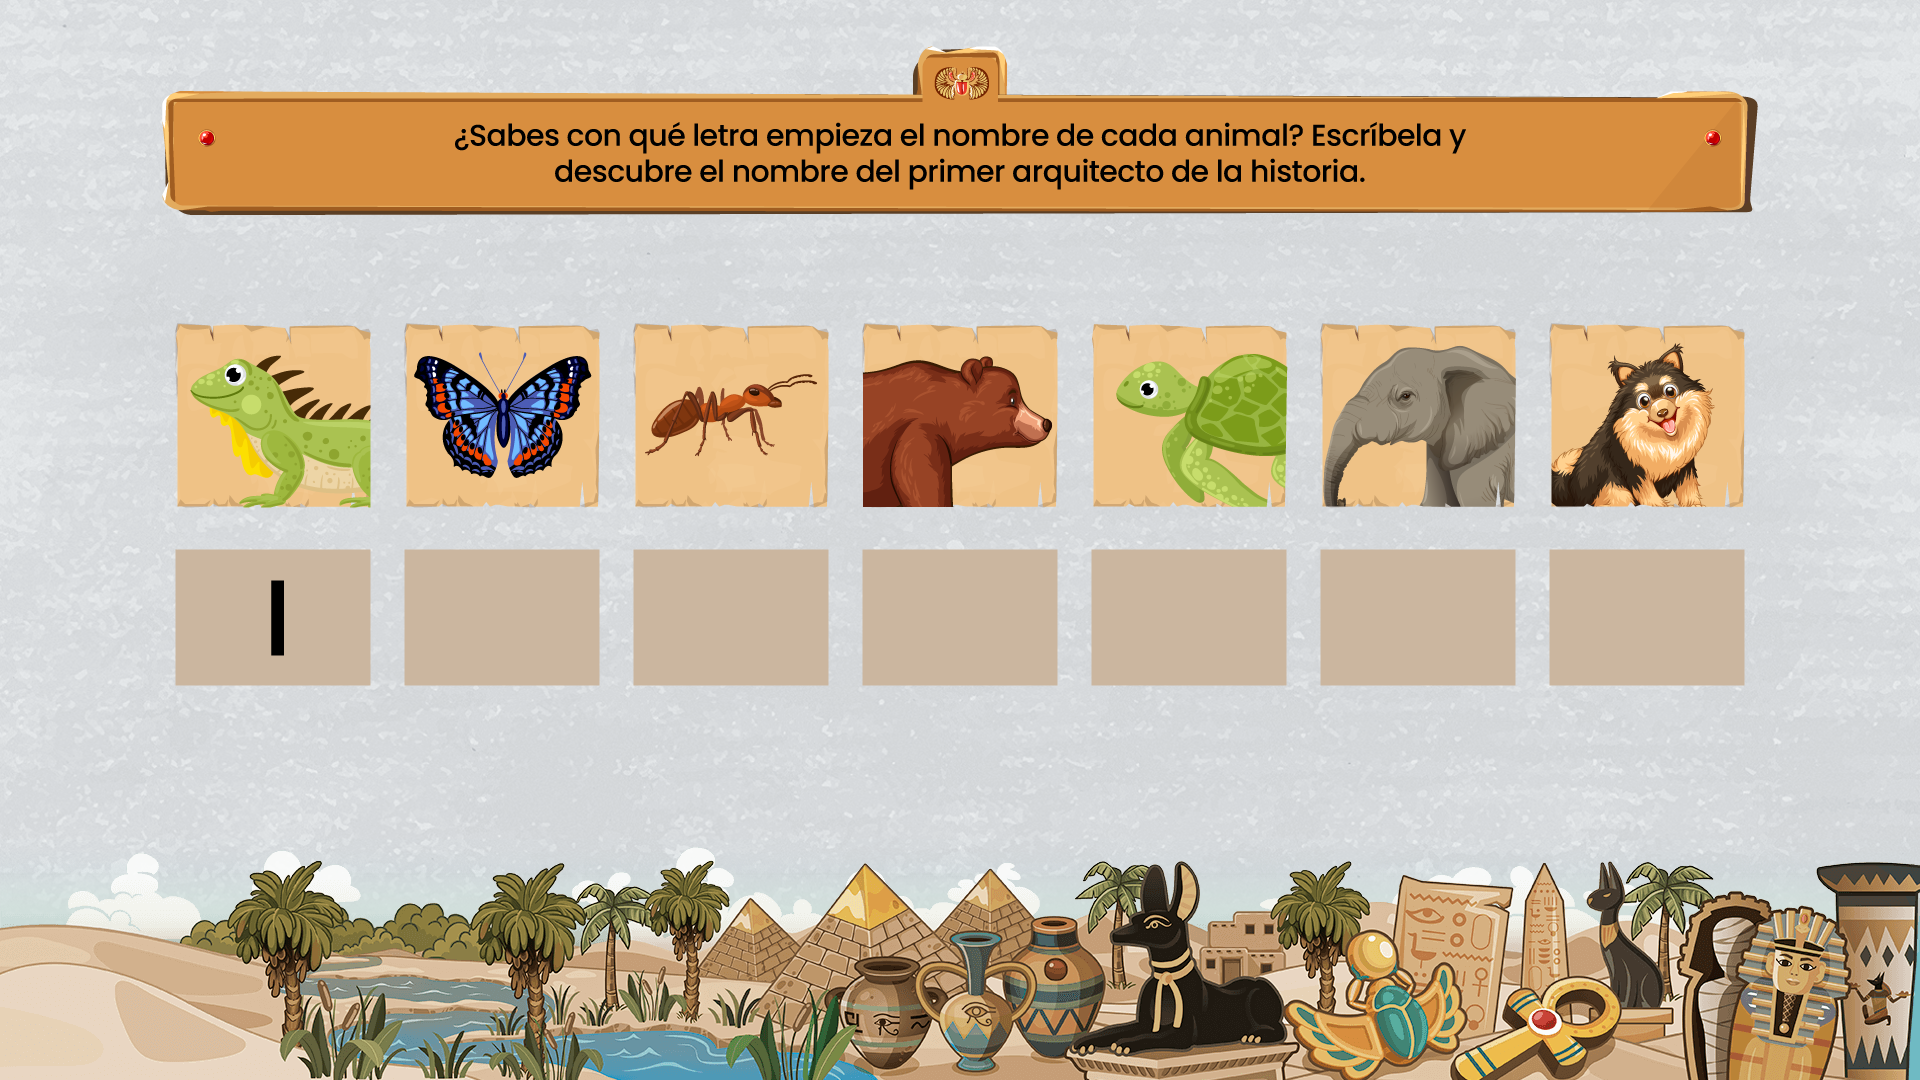 ¿Sabes con qué letra empieza el nombre de cada animal? Escríbela y
descubre el nombre del primer arquitecto de la historia.
I